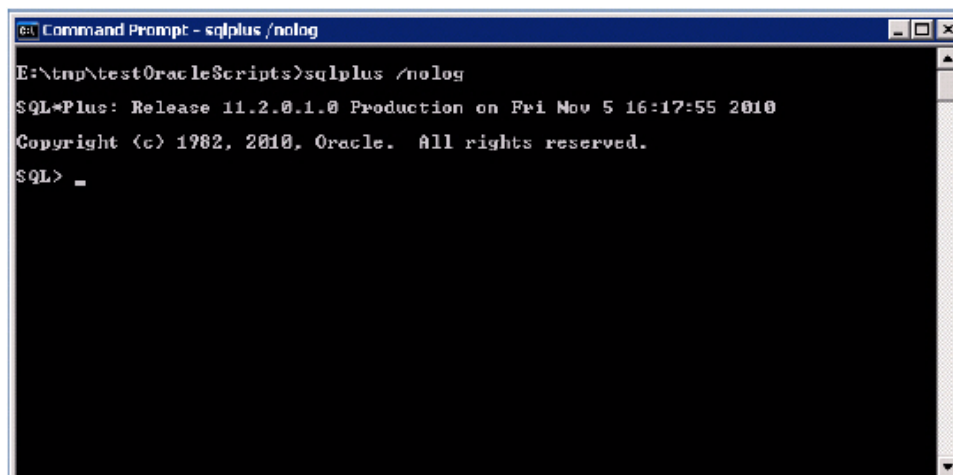 Command Prompt - sqlplus /nolog
E:\tmp\testOracleScripts>sqlplus /nolog
SQL*Plus: Release 11.2.0.1.0 Production on Fri Nov 5 16:17:55 2010
Copyright (c) 1982, 2010, Oracle.  All rights reserved.
SQL> _